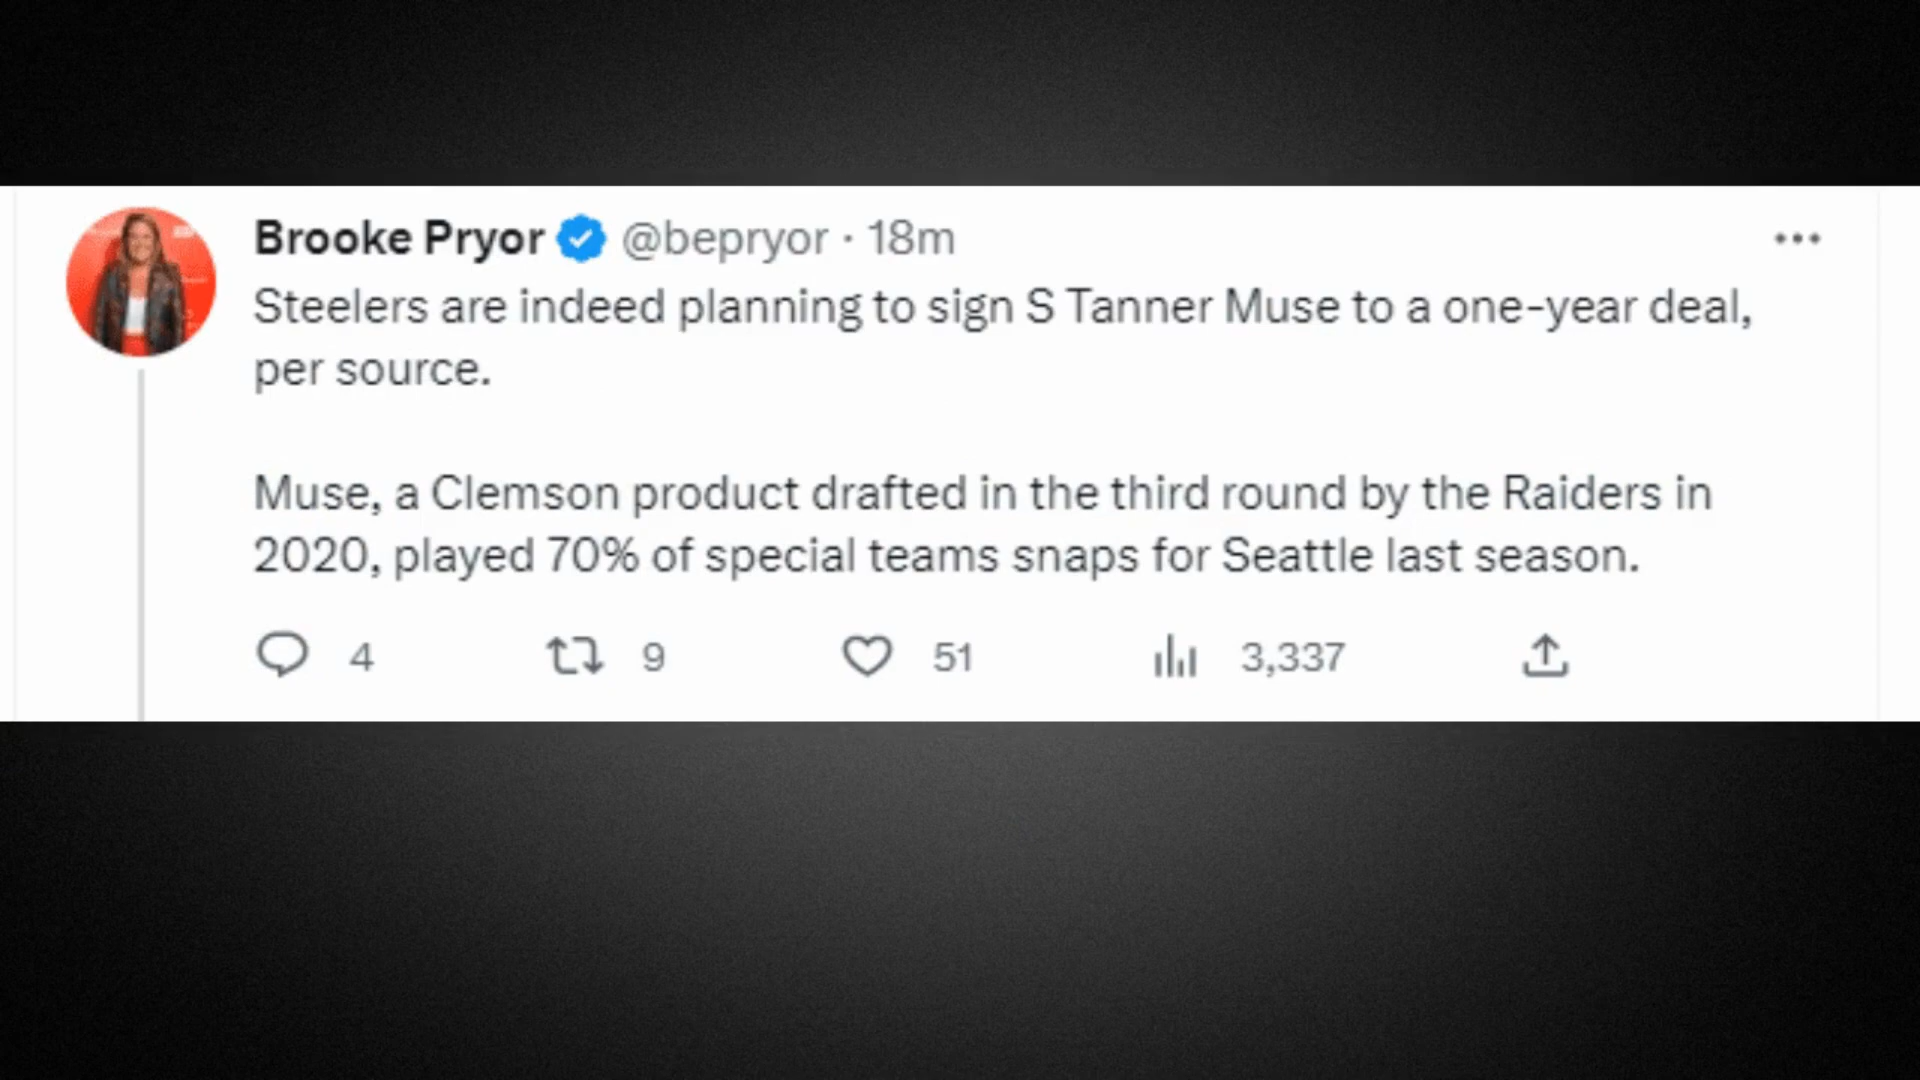 Brooke Pryor @bepryor · 18m
Steelers are indeed planning to sign S Tanner Muse to a one-year deal,
per source.
Muse, a Clemson product drafted in the third round by the Raiders in
2020, played 70% of special teams snaps for Seattle last season.
4 9 51 3,337